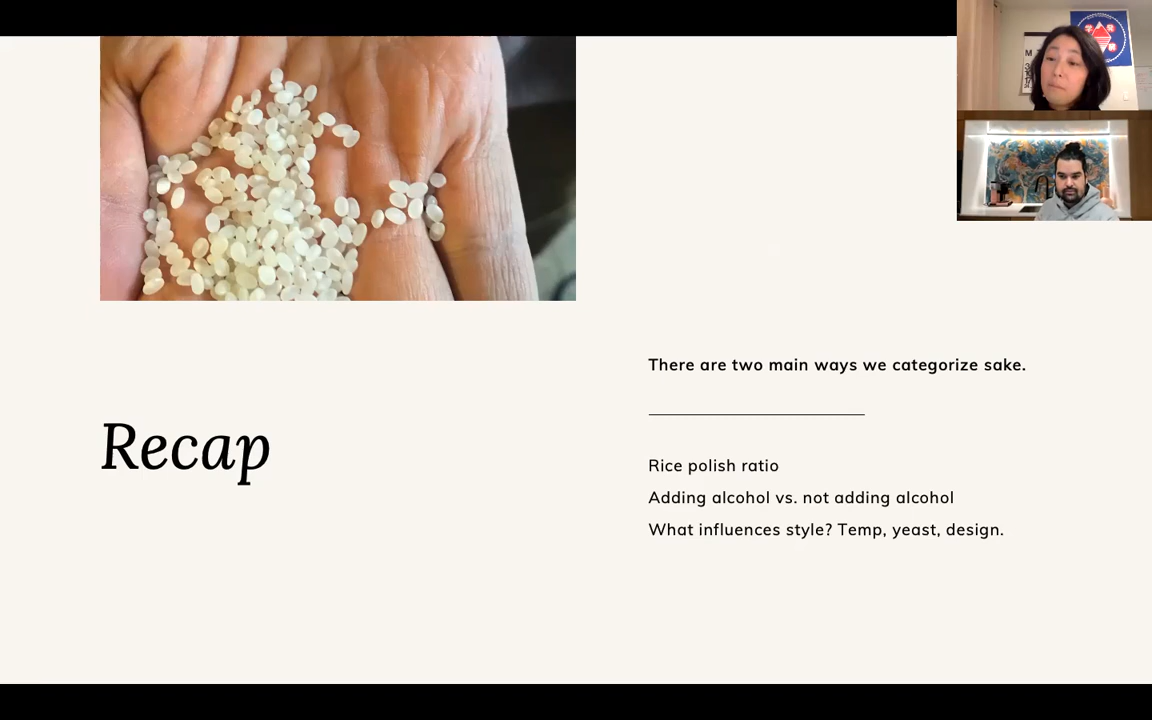 There are two main ways we categorize sake.
Recap
Rice polish ratio
Adding alcohol vs. not adding alcohol
What influences style? Temp, yeast, design.